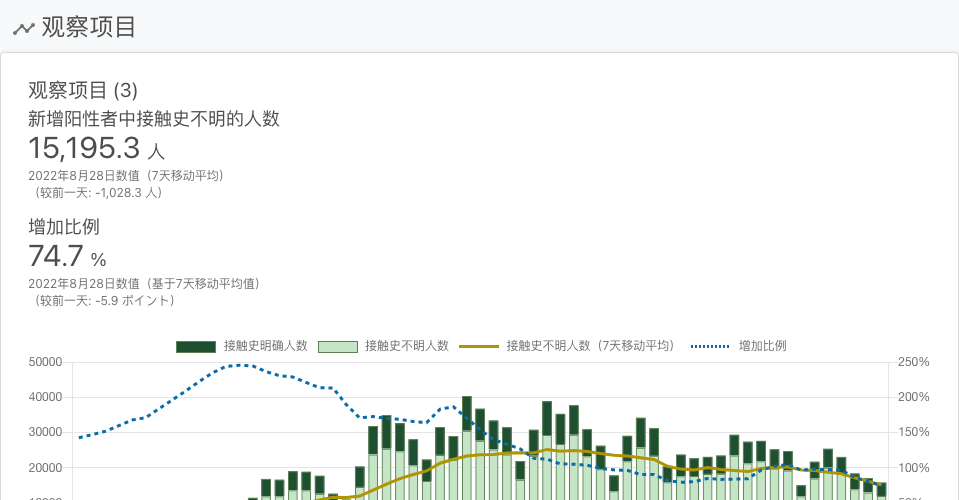 观察项目
观察项目 (3)
新增阳性者中接触史不明的人数
15,195.3 人
2022年8月28日数值（7天移动平均）
（较前一天: -1,028.3 人）
增加比例
74.7 %
2022年8月28日数值（基于7天移动平均值）
（较前一天: -5.9 ポイント）
接触史明确人数 接触史不明人数 接触史不明人数（7天移动平均） 增加比例
50000 250%
40000 200%
30000 150%
20000 100%